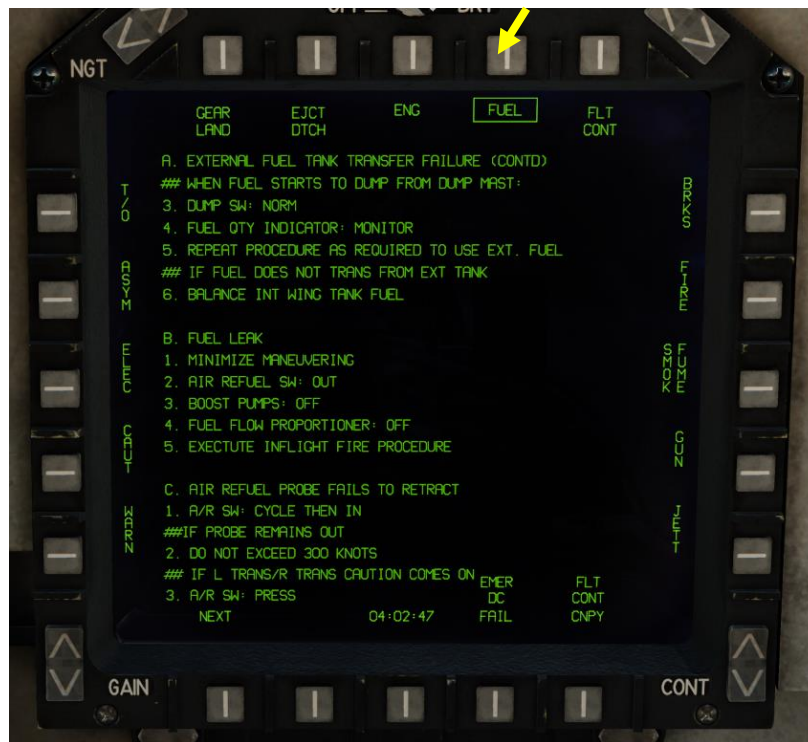 OFF DRY
NGT
GEAR LAND
EJCT DTCH
ENG
FUEL
FLT CONT
A. EXTERNAL FUEL TANK TRANSFER FAILURE (CONTD)
## WHEN FUEL STARTS TO DUMP FROM DUMP MAST:
3. DUMP SW: NORM
4. FUEL QTY INDICATOR: MONITOR
5. REPEAT PROCEDURE AS REQUIRED TO USE EXT. FUEL
## IF FUEL DOES NOT TRANS FROM EXT TANK
6. BALANCE INT WING TANK FUEL
B. FUEL LEAK
1. MINIMIZE MANEUVERING
2. AIR REFUEL SW: OUT
3. BOOST PUMPS: OFF
4. FUEL FLOW PROPORTIONER: OFF
5. EXECTUTE INFLIGHT FIRE PROCEDURE
C. AIR REFUEL PROBE FAILS TO RETRACT
1. A/R SW: CYCLE THEN IN
##IF PROBE REMAINS OUT
2. DO NOT EXCEED 300 KNOTS
## IF L TRANS/R TRANS CAUTION COMES ON
3. A/R SW: PRESS
T/O
ASYM
ELEC
CAUT
WARN
BRKS
FIRE
SMOK FUME
GUN
JETT
NEXT
04:02:47
EMER DC FAIL
FLT CONT CNPY
GAIN
CONT